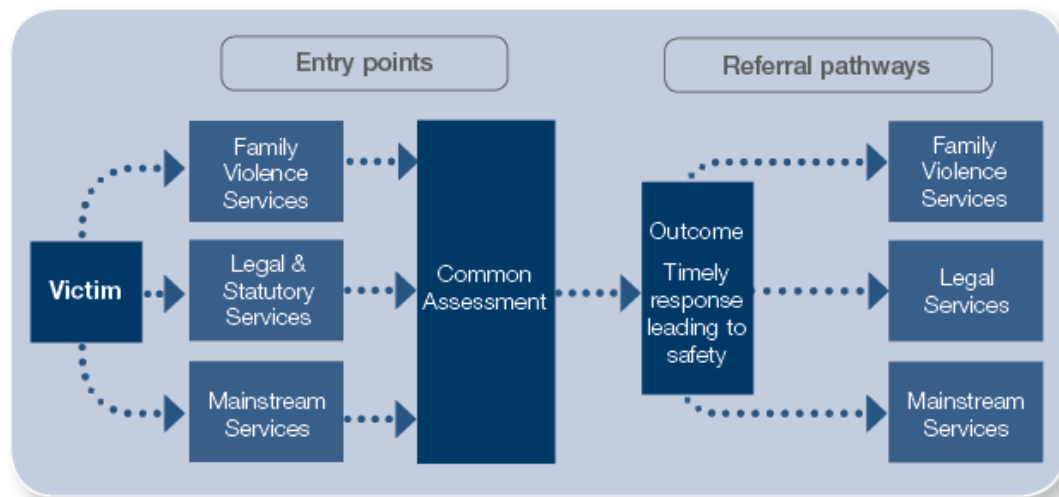 Entry points
Referral pathways
Victim
Family
Violence
Services
Legal &
Statutory
Services
Mainstream
Services
Common
Assessment
Outcome
Timely
response
leading to
safety
Family
Violence
Services
Legal
Services
Mainstream
Services